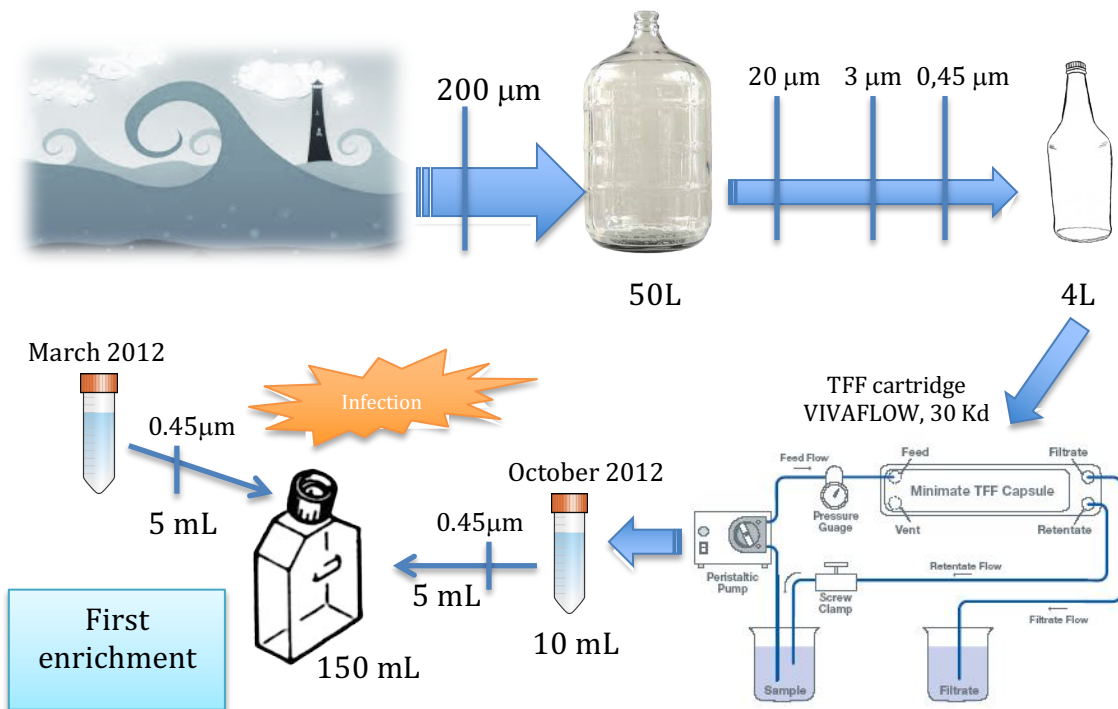 200 µm
20 µm
3 µm
0,45 µm
50L
4L
March 2012
0.45µm
5 mL
Infection
October 2012
0.45µm
5 mL
10 mL
150 mL
First
enrichment
TFF cartridge
VIVAFLOW, 30 Kd
Feed Flow
Feed
Filtrate
Minimate TFF Capsule
Pressure
Guage
Vent
Retentate
Peristaltic
Pump
Retentate Flow
Screw
Clamp
Filtrate Flow
Sample
Filtrate